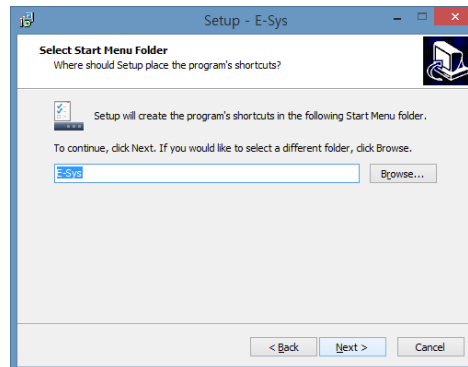 Setup - E-Sys
Select Start Menu Folder
Where should Setup place the program's shortcuts?
Setup will create the program's shortcuts in the following Start Menu folder.
To continue, click Next. If you would like to select a different folder, click Browse.
E-Sys
Browse...
< Back
Next >
Cancel